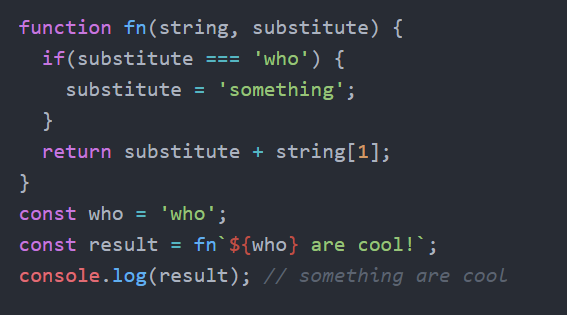 function fn(string, substitute) {
  if(substitute === 'who') {
    substitute = 'something';
  }
  return substitute + string[1];
}
const who = 'who';
const result = fn`${who} are cool!`;
console.log(result); // something are cool